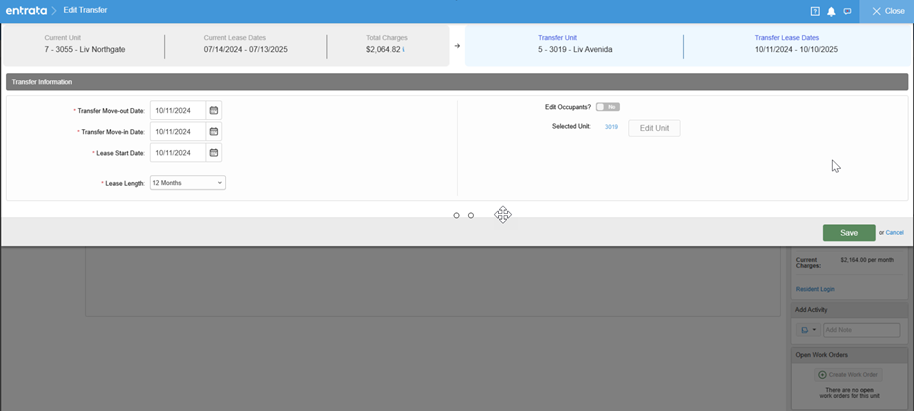 entrata Edit Transfer
? Close
Current Unit Current Lease Dates Total Charges Transfer Unit Transfer Lease Dates
7 - 3055 - Liv Northgate 07/14/2024 - 07/13/2025 $2,064.82 i → 5 - 3019 - Liv Avenida 10/11/2024 - 10/10/2025
Transfer Information
* Transfer Move-out Date: 10/11/2024 Edit Occupants? No
* Transfer Move-in Date: 10/11/2024 Selected Unit: 3019 Edit Unit
* Lease Start Date: 10/11/2024
* Lease Length: 12 Months
Save or Cancel
Current
Charges: $2,164.00 per month
Resident Login
Add Activity
Add Note
Open Work Orders
Create Work Order
There are no open
work orders for this unit